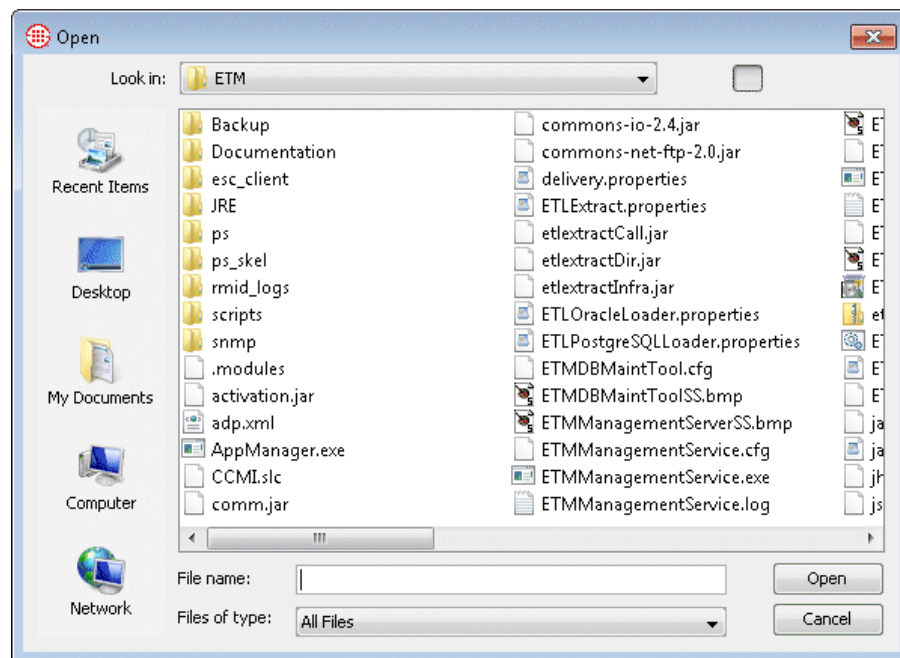 Open
Look in:
ETM
Recent Items
Desktop
My Documents
Computer
Network
Backup
Documentation
esc_client
JRE
ps
ps_skel
rmid_logs
scripts
snmp
.modules
activation.jar
adp.xml
AppManager.exe
CCMI.slc
comm.jar
commons-io-2.4.jar
commons-net-ftp-2.0.jar
delivery.properties
ETLExtract.properties
etlextractCall.jar
etlextractDir.jar
etlextractInfra.jar
ETLOracleLoader.properties
ETLPostgreSQLLoader.properties
ETMDBMaintTool.cfg
ETMDBMaintToolSS.bmp
ETMManagementServerSS.bmp
ETMManagementService.cfg
ETMManagementService.exe
ETMManagementService.log
File name:
Open
Files of type:
All Files
Cancel